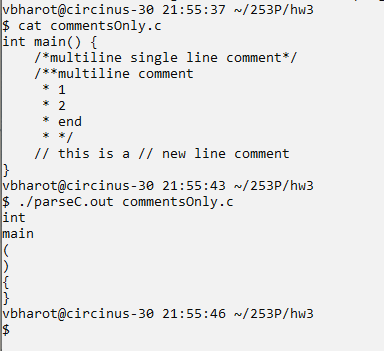 vbharot@circinus-30 21:55:37 ~/253P/hw3
$ cat commentsOnly.c
int main() {
    /*multiline single line comment*/
    /**multiline comment
     * 1
     * 2
     * end
     * */
    // this is a // new line comment
}
vbharot@circinus-30 21:55:43 ~/253P/hw3
$ ./parseC.out commentsOnly.c
int
main
(
)
{
}
vbharot@circinus-30 21:55:46 ~/253P/hw3
$